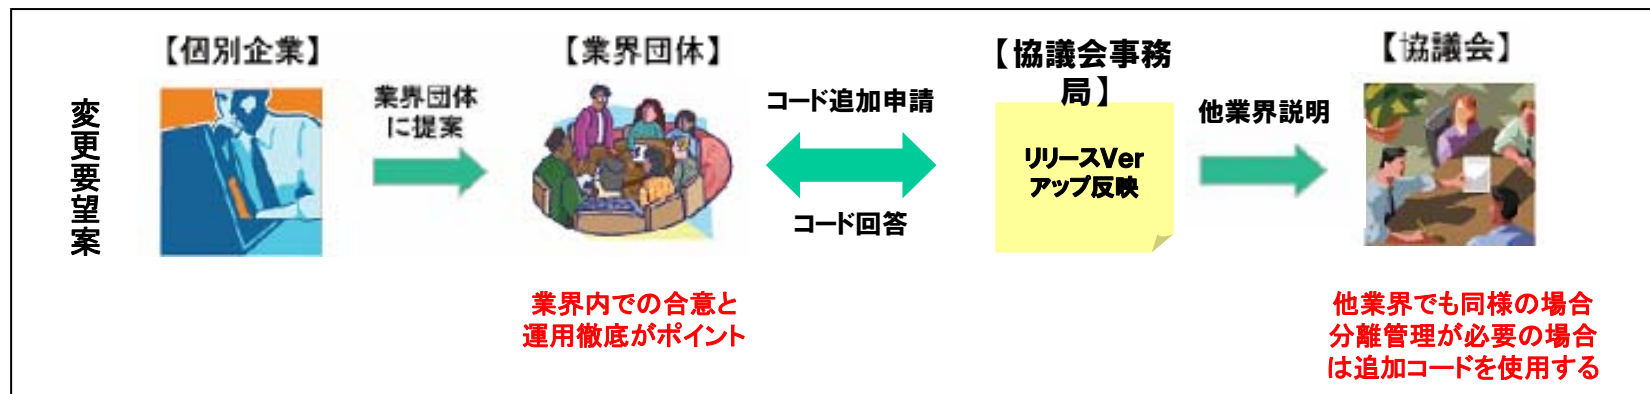 変更要望案
【個別企業】
業界団体
に提案
【業界団体】
業界内での合意と
運用徹底がポイント
コード追加申請
コード回答
【協議会事務
局】
リリースVer
アップ反映
他業界説明
【協議会】
他業界でも同様の場合
分離管理が必要の場合
は追加コードを使用する